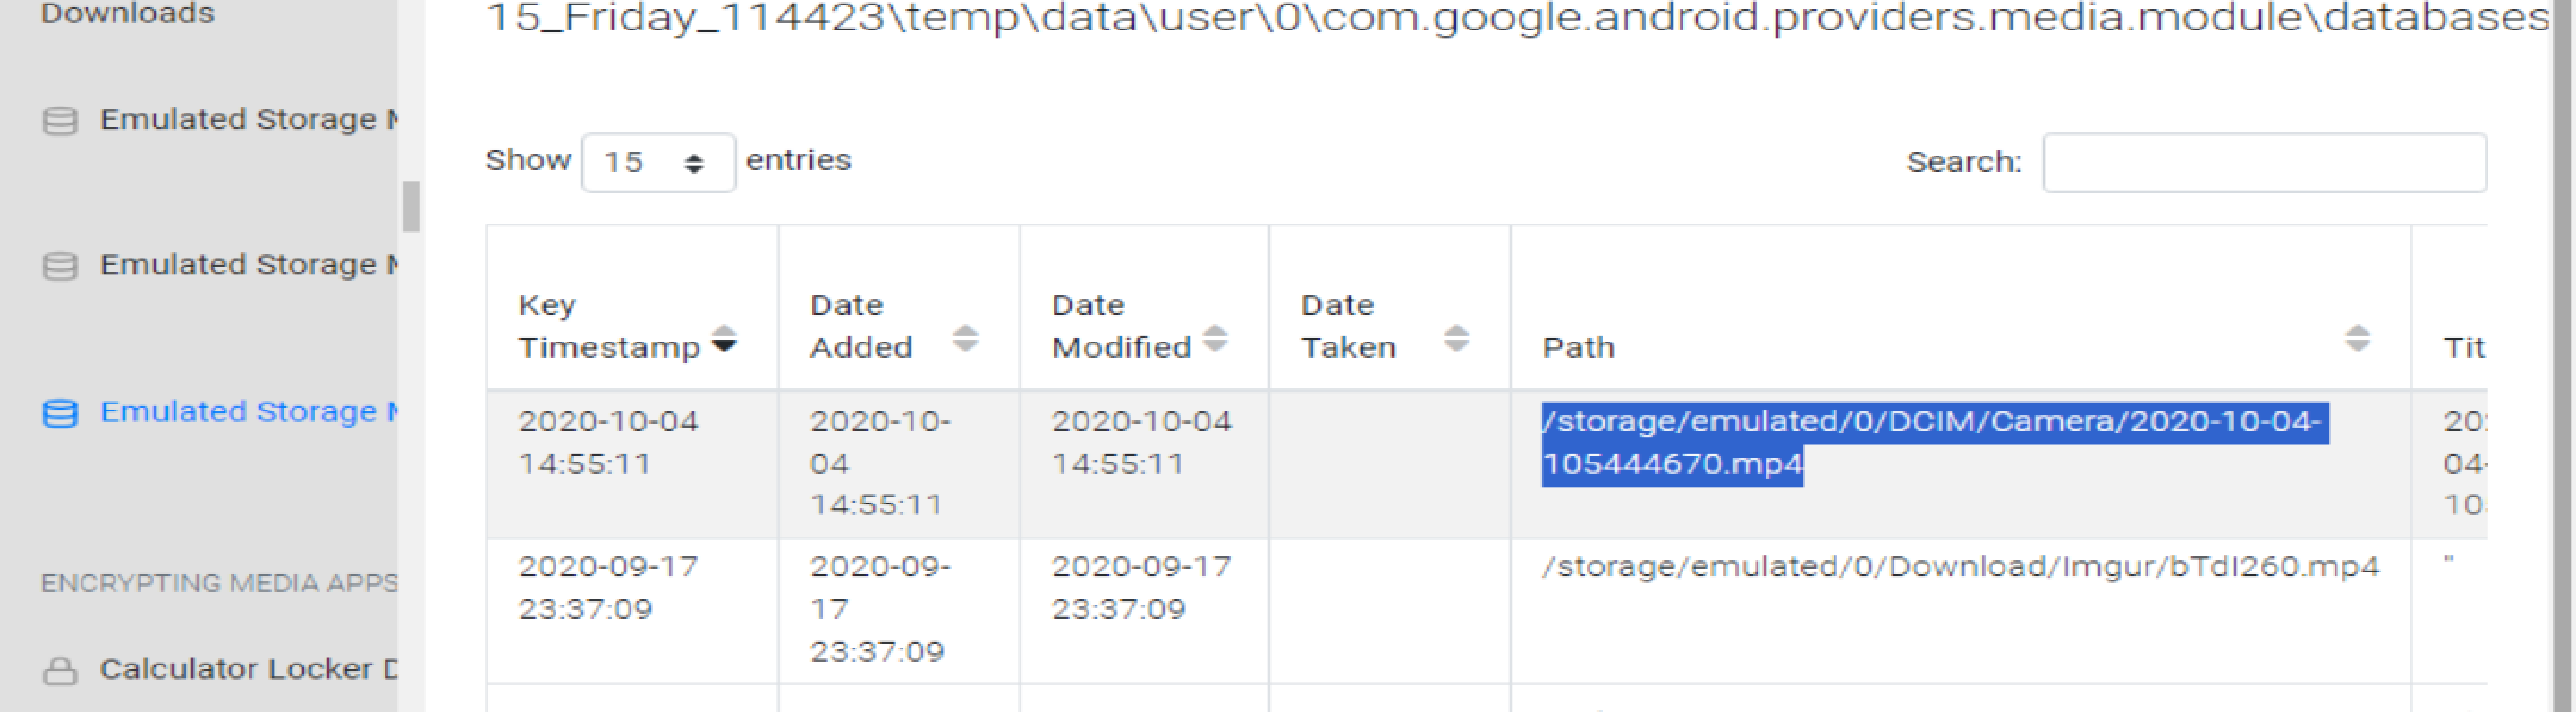 Downloads
15_Friday_114423\temp\data\user\0\com.google.android.providers.media.module\databases
Emulated Storage
Emulated Storage
Emulated Storage
ENCRYPTING MEDIA APPS
Calculator Locker
Show 15 entries
Search:
Key Timestamp
Date Added
Date Modified
Date Taken
Path
Tit
2020-10-04
14:55:11
2020-10-
04
14:55:11
2020-10-04
14:55:11
/storage/emulated/0/DCIM/Camera/2020-10-04-
105444670.mp4
20
04-
10
2020-09-17
23:37:09
2020-09-
17
23:37:09
2020-09-17
23:37:09
/storage/emulated/0/Download/Imgur/bTdI260.mp4
"